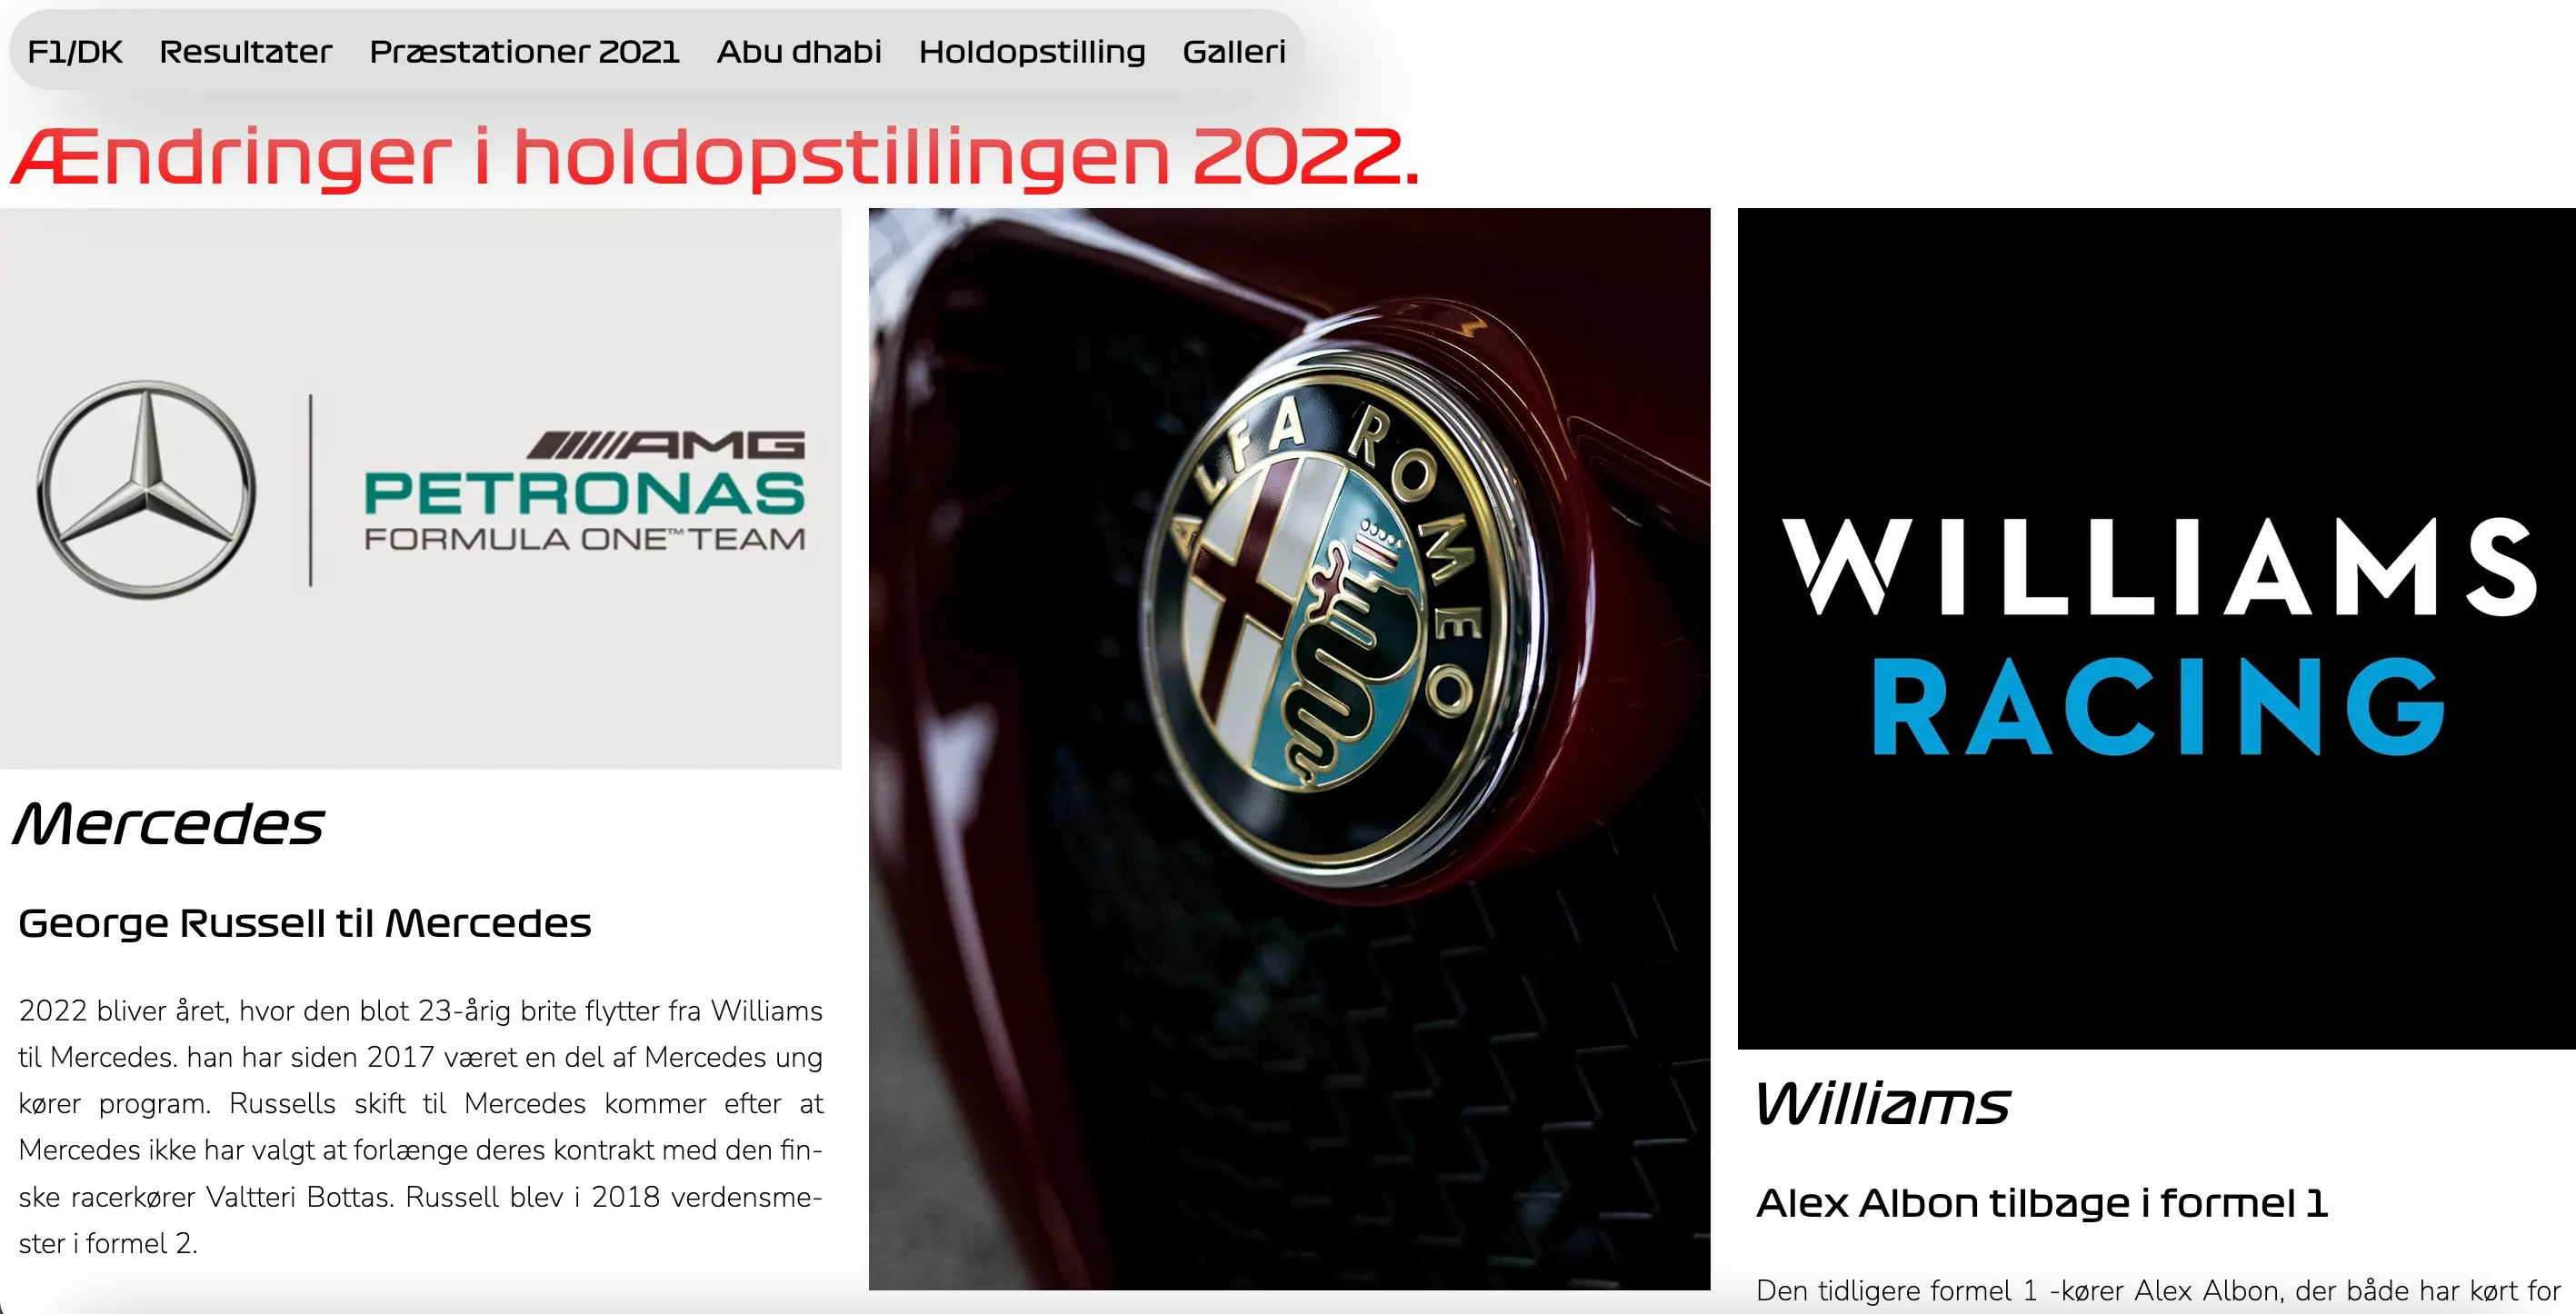 F1/DK Resultater Præstationer 2021 Abu dhabi Holdopstilling Galleri
Ændringer i holdopstillingen 2022.
AMG
PETRONAS
FORMULA ONE™ TEAM
Mercedes
George Russell til Mercedes
2022 bliver året, hvor den blot 23-årig brite flytter fra Williams
til Mercedes. han har siden 2017 været en del af Mercedes ung
kører program. Russells skift til Mercedes kommer efter at
Mercedes ikke har valgt at forlænge deres kontrakt med den fin-
ske racerkører Valtteri Bottas. Russell blev i 2018 verdensme-
ster i formel 2.
ALFA ROMEO
WILLIAMS
RACING
Williams
Alex Albon tilbage i formel 1
Den tidligere formel 1 -kører Alex Albon, der både har kørt for